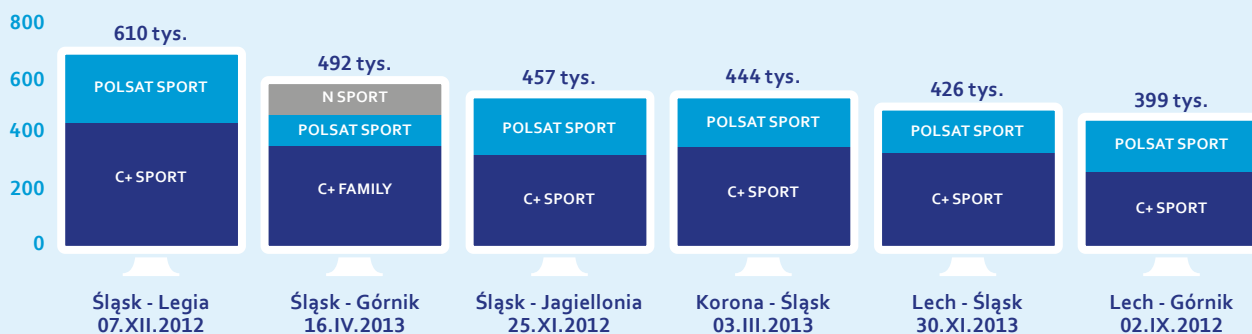 800
600
400
200
0
610 tys.
POLSAT SPORT
C+ SPORT
Śląsk - Legia
07.XII.2012
492 tys.
N SPORT
POLSAT SPORT
C+ FAMILY
Śląsk - Górnik
16.IV.2013
457 tys.
POLSAT SPORT
C+ SPORT
Śląsk - Jagiellonia
25.XI.2012
444 tys.
POLSAT SPORT
C+ SPORT
Korona - Śląsk
03.III.2013
426 tys.
POLSAT SPORT
C+ SPORT
Lech - Śląsk
30.XI.2013
399 tys.
POLSAT SPORT
C+ SPORT
Lech - Górnik
02.IX.2012